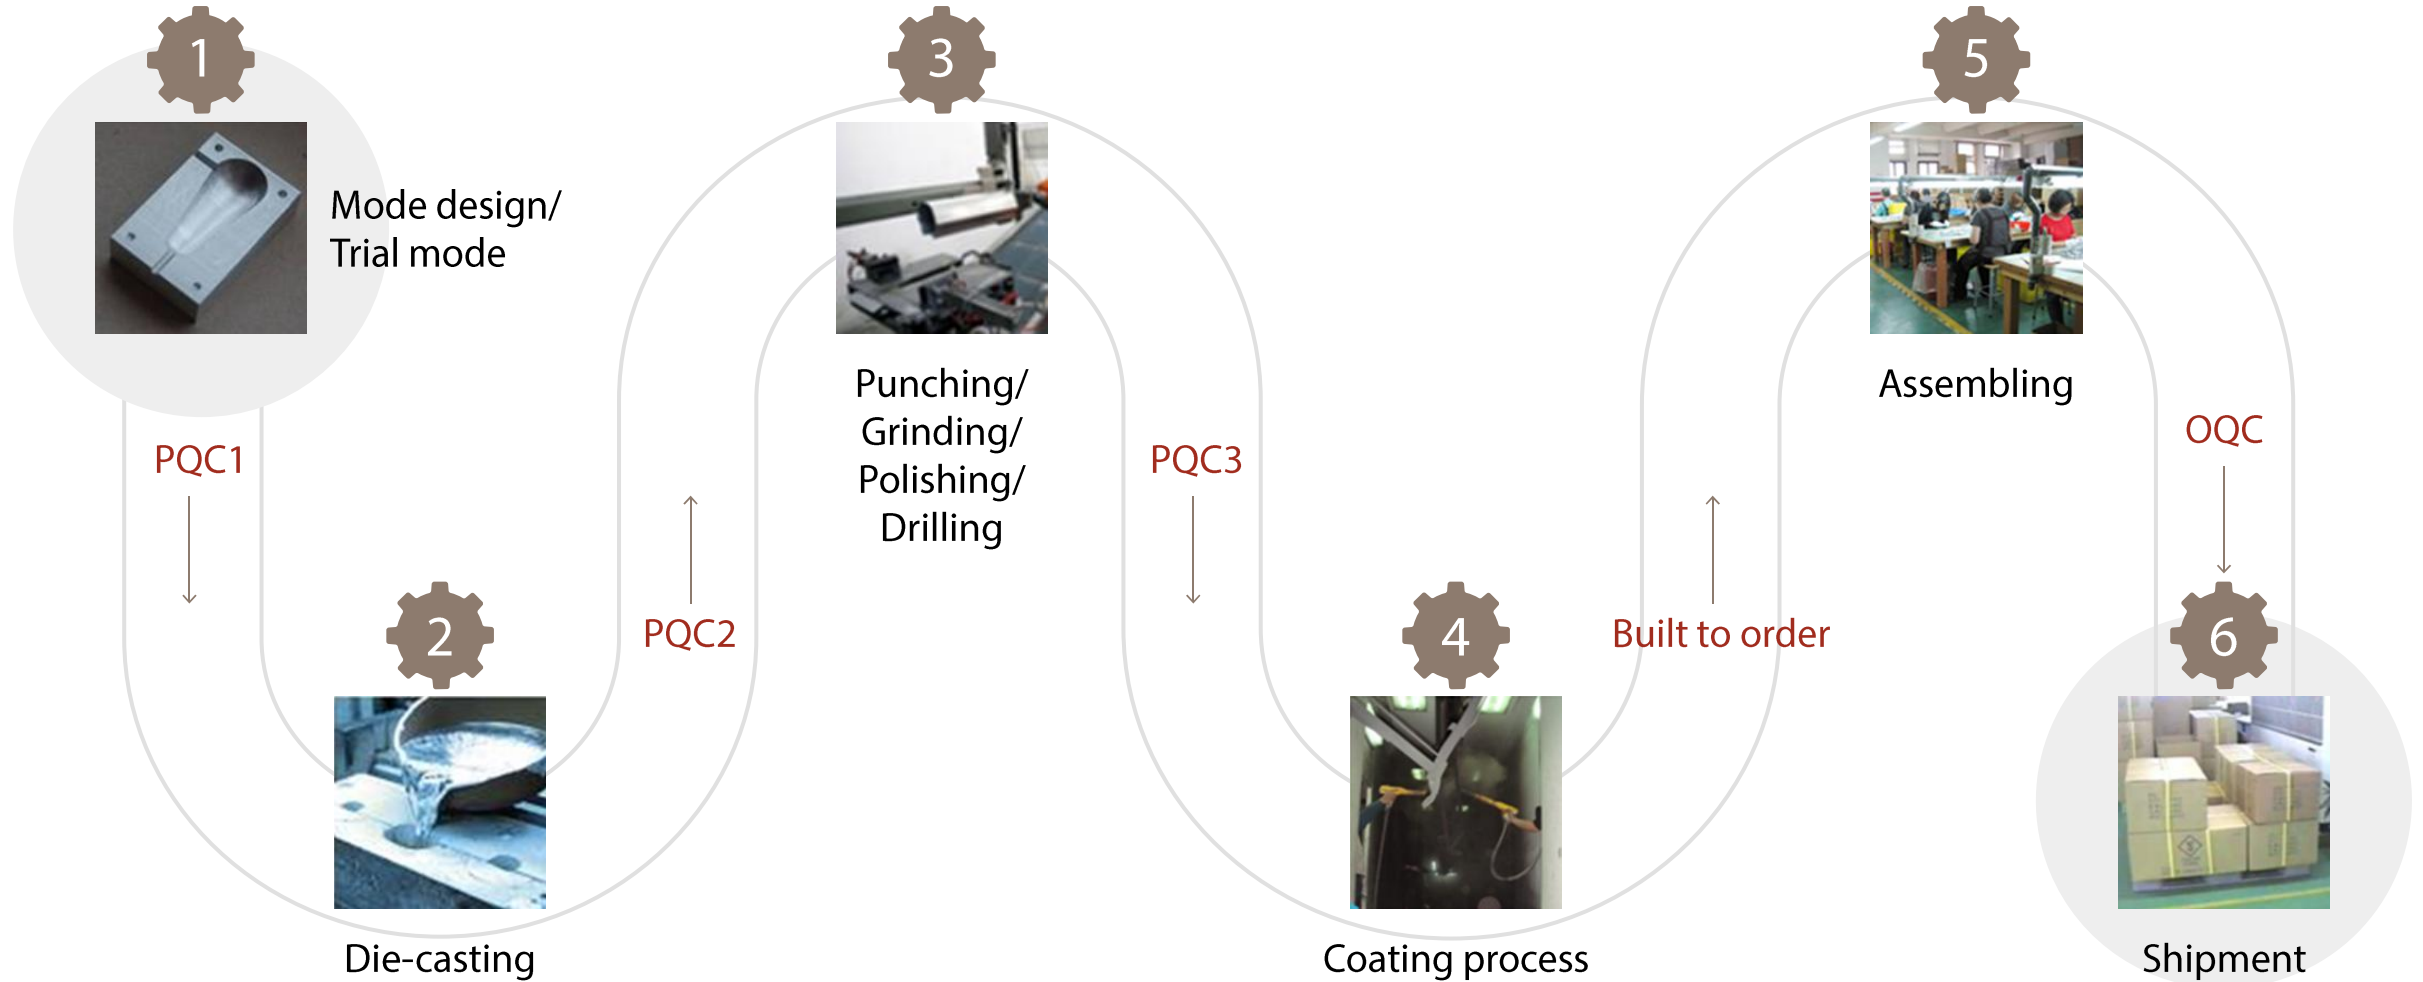 1
Mode design/
Trial mode
PQC1
2
Die-casting
PQC2
3
Punching/
Grinding/
Polishing/
Drilling
PQC3
4
Coating process
Built to order
5
Assembling
OQC
6
Shipment